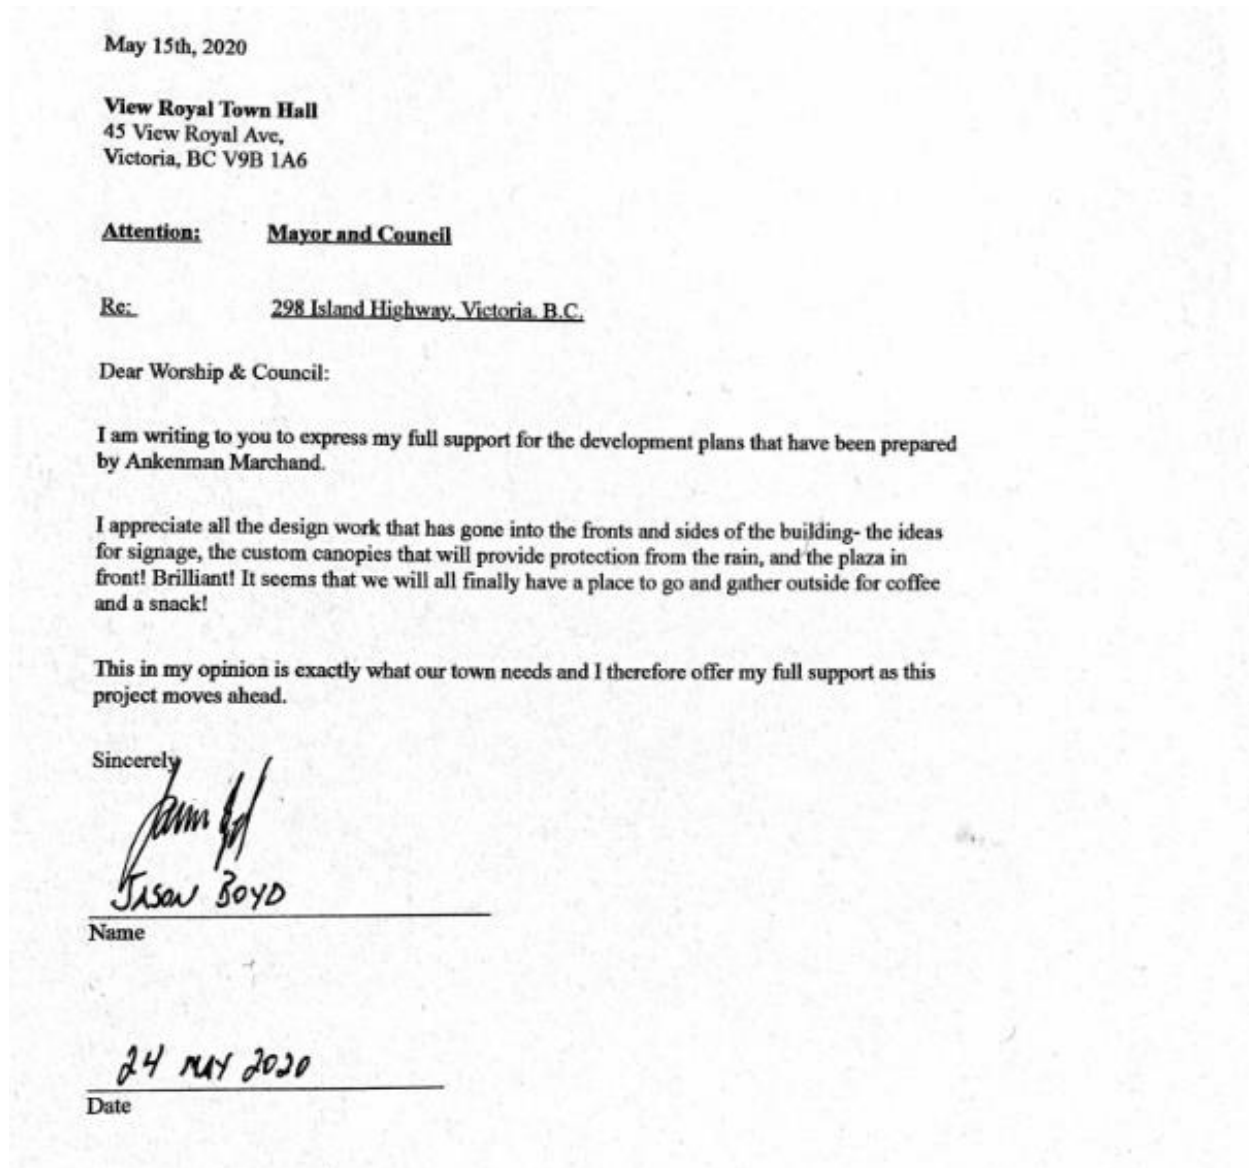 May 15th, 2020
View Royal Town Hall
45 View Royal Ave,
Victoria, BC V9B 1A6
Attention: Mayor and Council
Re: 298 Island Highway, Victoria, B.C.
Dear Worship & Council:
I am writing to you to express my full support for the development plans that have been prepared
by Ankenman Marchand.
I appreciate all the design work that has gone into the fronts and sides of the building- the ideas
for signage, the custom canopies that will provide protection from the rain, and the plaza in
front! Brilliant! It seems that we will all finally have a place to go and gather outside for coffee
and a snack!
This in my opinion is exactly what our town needs and I therefore offer my full support as this
project moves ahead.
Sincerely
JASON BOYD
Name
24 MAY 2020
Date